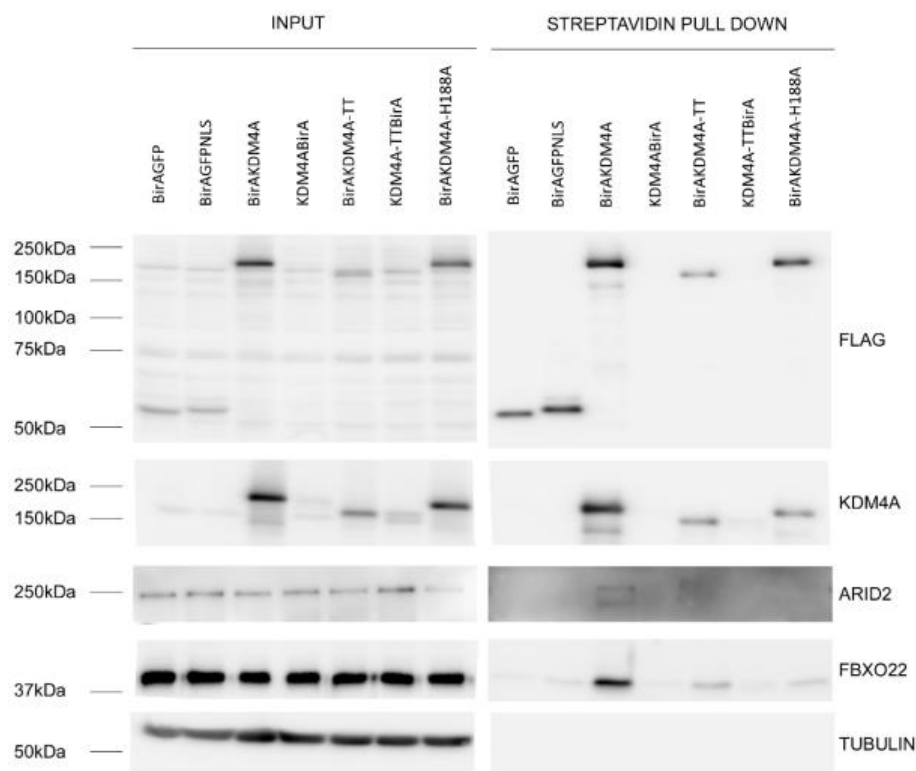 INPUT
STREPTAVIDIN PULL DOWN
BirAGFP
BirAGFPNLS
BirAKDM4A
KDM4ABirA
BirAKDM4A-TT
KDM4A-TTBirA
BirAKDM4A-H188A
BirAGFP
BirAGFPNLS
BirAKDM4A
KDM4ABirA
BirAKDM4A-TT
KDM4A-TTBirA
BirAKDM4A-H188A
250kDa
150kDa
100kDa
75kDa
50kDa
FLAG
250kDa
150kDa
KDM4A
250kDa
ARID2
37kDa
FBXO22
50kDa
TUBULIN